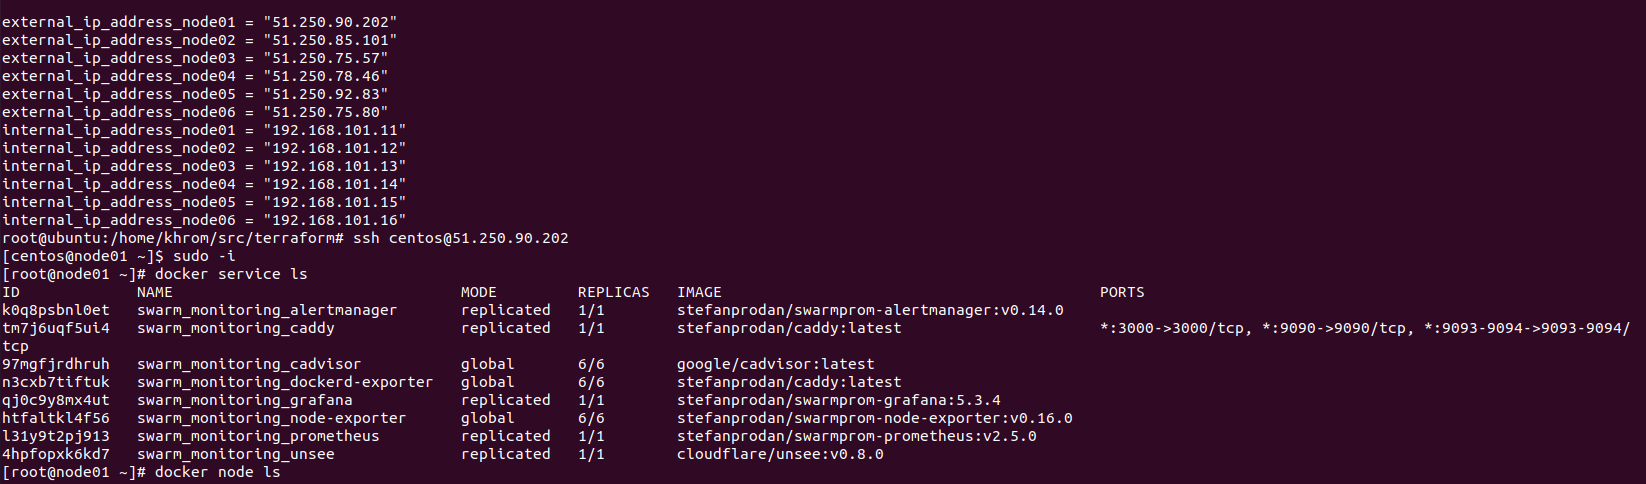 external_ip_address_node01 = "51.250.90.202"
external_ip_address_node02 = "51.250.85.101"
external_ip_address_node03 = "51.250.75.57"
external_ip_address_node04 = "51.250.78.46"
external_ip_address_node05 = "51.250.92.83"
external_ip_address_node06 = "51.250.75.80"
internal_ip_address_node01 = "192.168.101.11"
internal_ip_address_node02 = "192.168.101.12"
internal_ip_address_node03 = "192.168.101.13"
internal_ip_address_node04 = "192.168.101.14"
internal_ip_address_node05 = "192.168.101.15"
internal_ip_address_node06 = "192.168.101.16"
root@ubuntu:/home/khrom/src/terraform# ssh centos@51.250.90.202
[centos@node01 ~]$ sudo -i
[root@node01 ~]# docker service ls
ID             NAME                                MODE         REPLICAS   IMAGE                                          PORTS
k0q8psbnl0et   swarm_monitoring_alertmanager       replicated   1/1        stefanprodan/swarmprom-alertmanager:v0.14.0
tm7j6uqf5ui4   swarm_monitoring_caddy              replicated   1/1        stefanprodan/caddy:latest                      *:3000->3000/tcp, *:9090->9090/tcp, *:9093-9094->9093-9094/
tcp
97mgfjrdhruh   swarm_monitoring_cadvisor           global       6/6        google/cadvisor:latest
n3cxb7tiftuk   swarm_monitoring_dockerd-exporter   global       6/6        stefanprodan/caddy:latest
qj0c9y8mx4ut   swarm_monitoring_grafana            replicated   1/1        stefanprodan/swarmprom-grafana:5.3.4
htfaltkl4f56   swarm_monitoring_node-exporter      global       6/6        stefanprodan/swarmprom-node-exporter:v0.16.0
l31y9t2pj913   swarm_monitoring_prometheus         replicated   1/1        stefanprodan/swarmprom-prometheus:v2.5.0
4hpfopxk6kd7   swarm_monitoring_unsee              replicated   1/1        cloudflare/unsee:v0.8.0
[root@node01 ~]# docker node ls